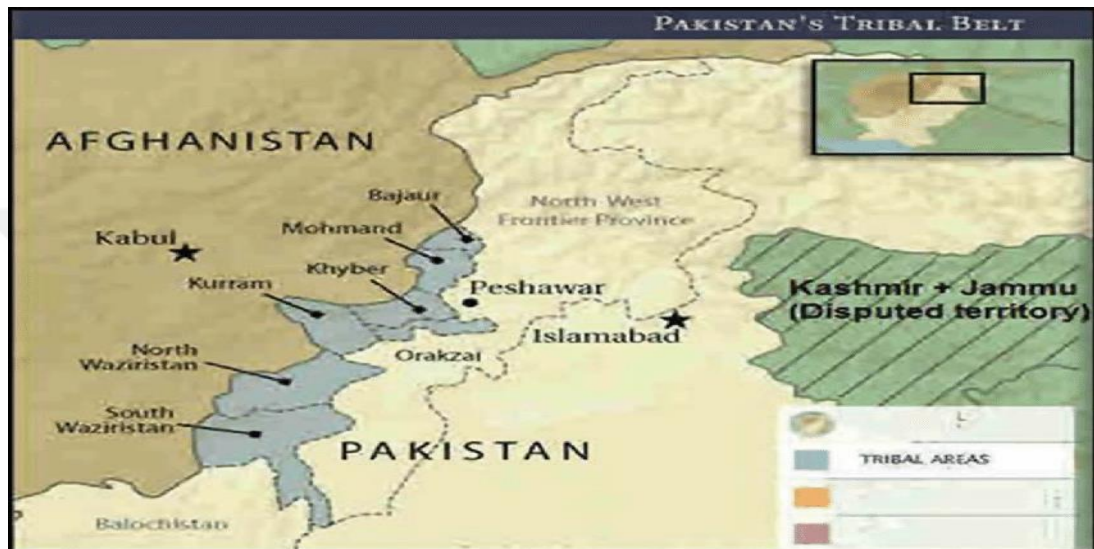 PAKISTAN'S TRIBAL BELT
AFGHANISTAN
Bajaur
North West
Frontier Province
Mohmand
Kabul
Khyber
Kurram
Peshawar
Kashmir + Jammu
(Disputed territory)
Islamabad
North
Waziristan
Orakzai
South
Waziristan
PAKISTAN
TRIBAL AREAS
Balochistan